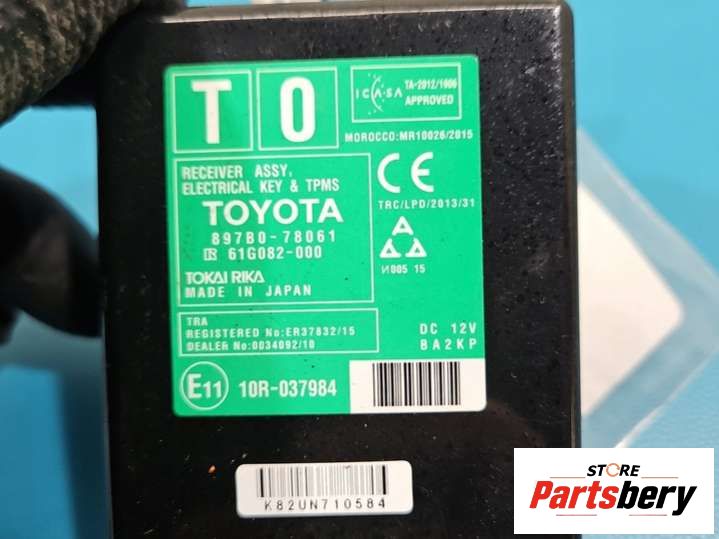 T O
ICASA
TA-2012/1606
APPROVED
MOROCCO:MR10026/2015
RECEIVER ASSY,
ELECTRICAL KEY & TPMS
TOYOTA
897B0-78061
61G082-000
TOKAI RIKA
MADE IN JAPAN
CE
TRC/LPD/2013/31
И005 15
TRA
REGISTERED No:ER37832/15
DEALER No:0034092/10
DC 12V
BA2KP
E11 10R-037984
K82UN710584
STORE
Partsbery